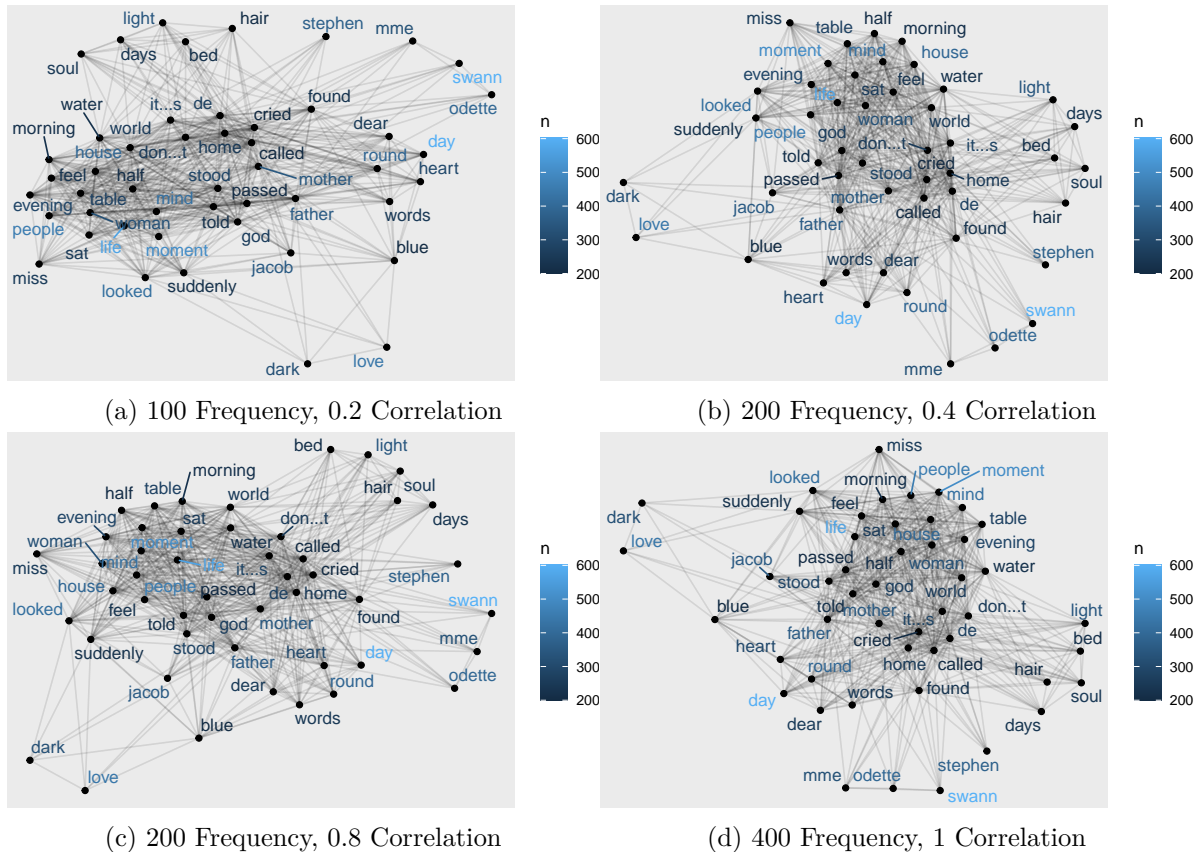 light
hair
stephen
mme
days
bed
soul
swann
odette
found
water
it...s
de
cried
dear
day
morning
world
house
don...t
home
called
round
feel
half
stood
mother
heart
evening
table
mind
passed
people
woman
told
father
words
sat
life
moment
god
blue
miss
looked
suddenly
jacob
dark
love
n
600
500
400
300
200
(a) 100 Frequency, 0.2 Correlation
miss
half
table
morning
moment
mind
house
evening
feel
water
light
looked
life
sat
days
suddenly
woman
world
people
god
don...t
it...s
bed
told
cried
soul
passed
stood
home
jacob
mother
de
hair
dark
father
called
love
found
blue
stephen
words
dear
heart
round
day
swann
odette
mme
n
600
500
400
300
200
(b) 200 Frequency, 0.4 Correlation
bed
light
morning
half
table
world
hair
soul
evening
sat
don...t
days
woman
moment
water
called
miss
mind
life
it...s
cried
stephen
house
people
passed
de
home
swann
looked
feel
told
god
mother
found
mme
suddenly
stood
father
heart
day
odette
jacob
dear
round
blue
words
dark
love
n
600
500
400
300
200
(c) 200 Frequency, 0.8 Correlation
miss
looked
morning
people
moment
suddenly
feel
mind
dark
life
sat
house
table
love
passed
half
evening
jacob
stood
god
woman
water
blue
told
mother
world
don...t
light
father
it...s
de
bed
heart
cried
round
home
called
hair
soul
day
words
found
days
dear
stephen
mme
odette
swann
n
600
500
400
300
200
(d) 400 Frequency, 1 Correlation